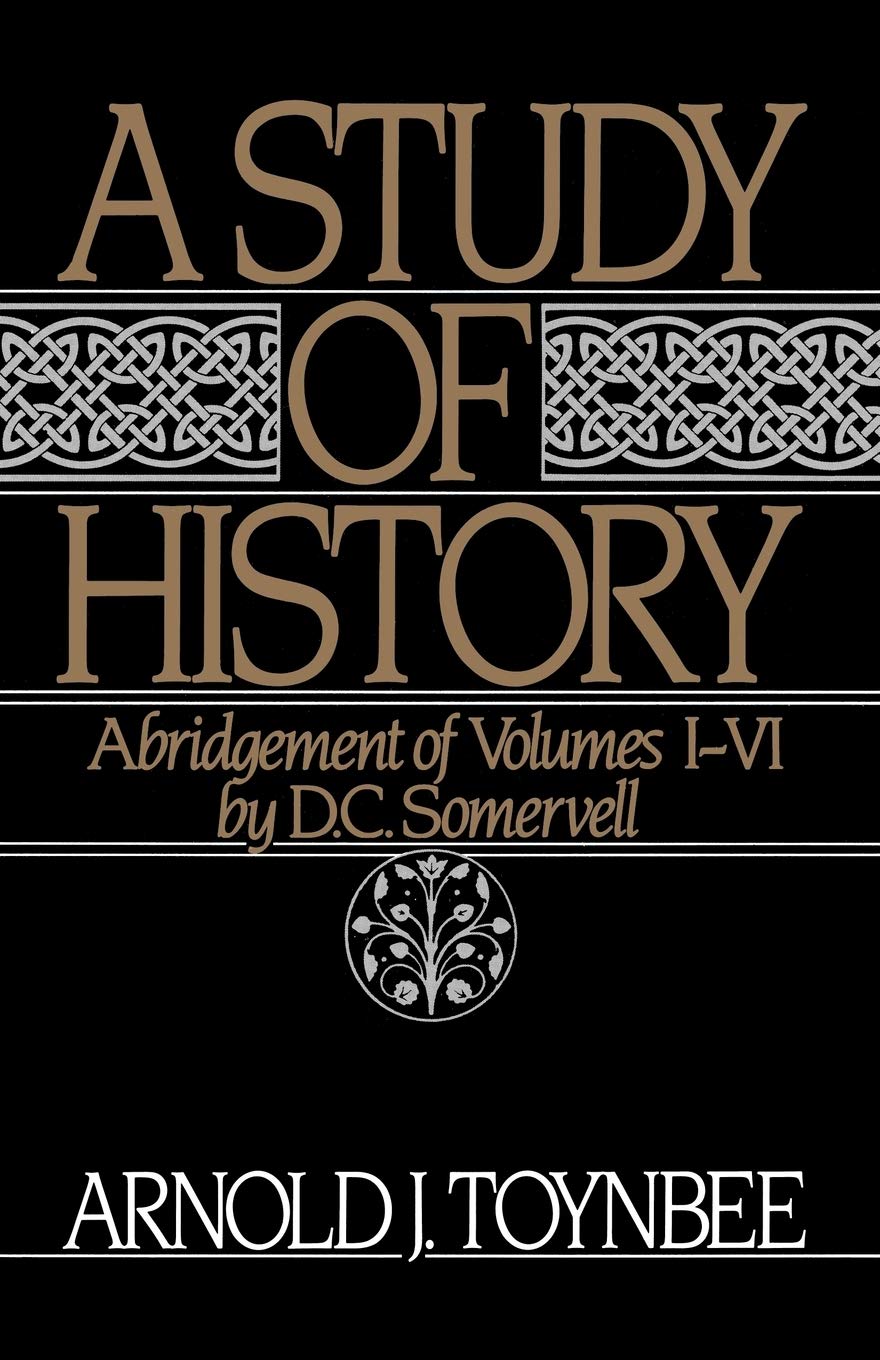 A STUDY
OF
HISTORY
Abridgement of Volumes I–VI
by D.C. Somervell
ARNOLD J. TOYNBEE